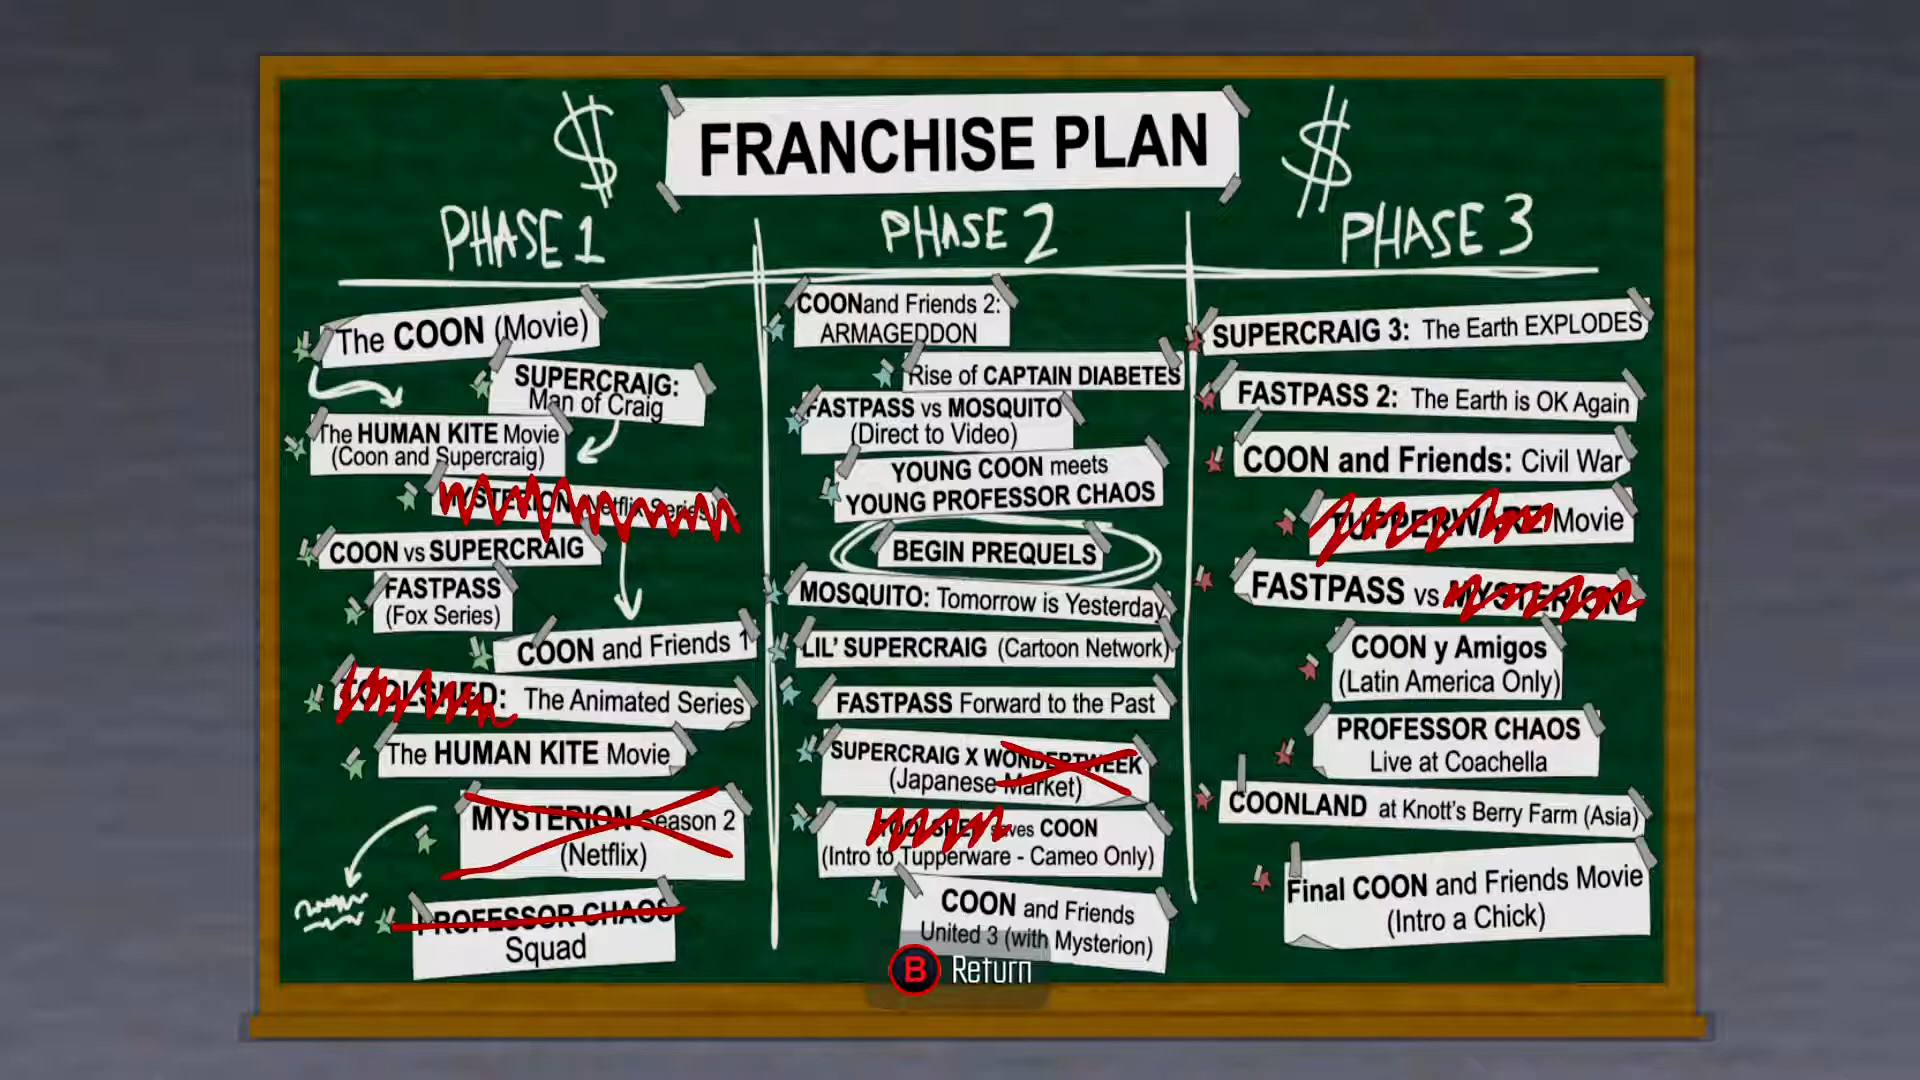 $ FRANCHISE PLAN $
PHASE 1
The COON (Movie)
SUPERCRAIG:
Man of Craig
The HUMAN KITE Movie
(Coon and Supercraig)
MYSTERION (Netflix Series)
COON vs SUPERCRAIG
FASTPASS
(Fox Series)
COON and Friends 1
TOOLSHED: The Animated Series
The HUMAN KITE Movie
MYSTERION Season 2
(Netflix)
PROFESSOR CHAOS
Squad
PHASE 2
COONand Friends 2:
ARMAGEDDON
Rise of CAPTAIN DIABETES
FASTPASS vs MOSQUITO
(Direct to Video)
YOUNG COON meets
YOUNG PROFESSOR CHAOS
BEGIN PREQUELS
MOSQUITO: Tomorrow is Yesterday
LIL' SUPERCRAIG (Cartoon Network)
FASTPASS Forward to the Past
SUPERCRAIG X WONDERTWEEK
(Japanese Market)
TOOLSHED saves COON
(Intro to Tupperware - Cameo Only)
COON and Friends
United 3 (with Mysterion)
PHASE 3
SUPERCRAIG 3: The Earth EXPLODES
FASTPASS 2: The Earth is OK Again
COON and Friends: Civil War
TUPPERWARE Movie
FASTPASS vs MYSTERION
COON y Amigos
(Latin America Only)
PROFESSOR CHAOS
Live at Coachella
COONLAND at Knott's Berry Farm (Asia)
Final COON and Friends Movie
(Intro a Chick)
B Return